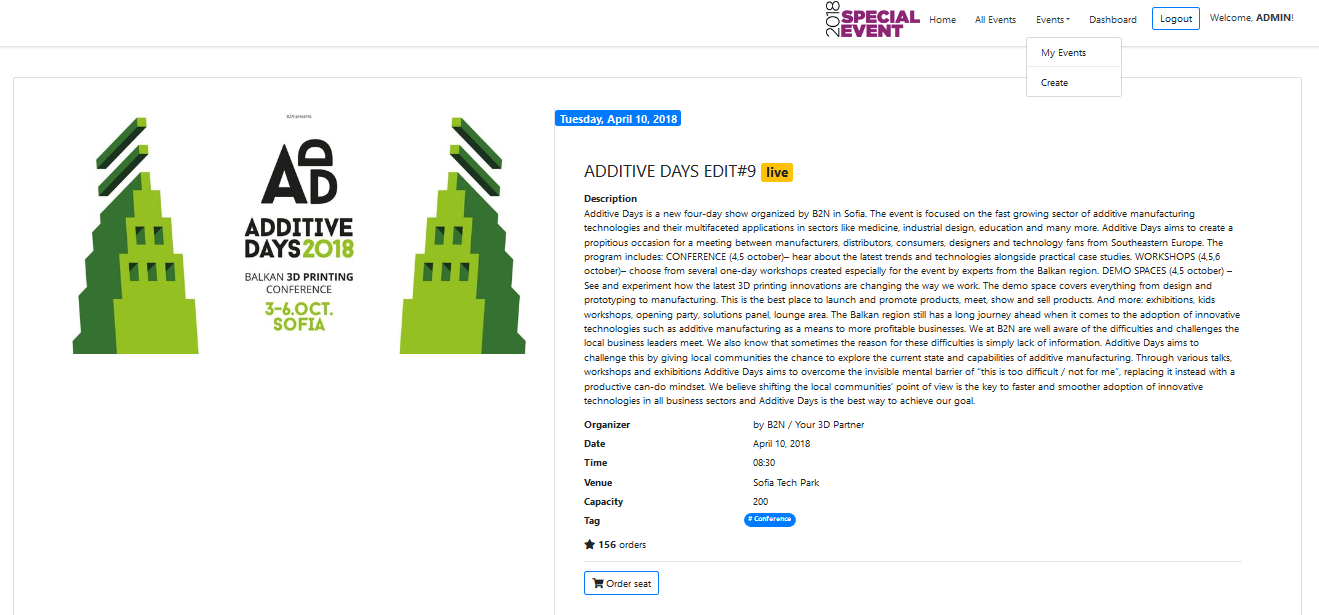 2018 SPECIAL EVENT
Home
All Events
Events
Dashboard
Logout
Welcome, ADMIN!
My Events
Create
B2N presents
AD
ADDITIVE
DAYS2018
BALKAN 3D PRINTING
CONFERENCE
3-6.OCT.
SOFIA
Tuesday, April 10, 2018
ADDITIVE DAYS EDIT#9 live
Description
Additive Days is a new four-day show organized by B2N in Sofia. The event is focused on the fast growing sector of additive manufacturing
technologies and their multifaceted applications in sectors like medicine, industrial design, education and many more. Additive Days aims to create a
propitious occasion for a meeting between manufacturers, distributors, consumers, designers and technology fans from Southeastern Europe. The
program includes: CONFERENCE (4,5 october)– hear about the latest trends and technologies alongside practical case studies. WORKSHOPS (4,5,6
october)– choose from several one-day workshops created especially for the event by experts from the Balkan region. DEMO SPACES (4,5 october) –
See and experiment how the latest 3D printing innovations are changing the way we work. The demo space covers everything from design and
prototyping to manufacturing. This is the best place to launch and promote products, meet, show and sell products. And more: exhibitions, kids
workshops, opening party, solutions panel, lounge area. The Balkan region still has a long journey ahead when it comes to the adoption of innovative
technologies such as additive manufacturing as a means to more profitable businesses. We at B2N are well aware of the difficulties and challenges the
local business leaders meet. We also know that sometimes the reason for these difficulties is simply lack of information. Additive Days aims to
challenge this by giving local communities the chance to explore the current state and capabilities of additive manufacturing. Through various talks,
workshops and exhibitions Additive Days aims to overcome the invisible mental barrier of "this is too difficult / not for me", replacing it instead with a
productive can-do mindset. We believe shifting the local communities' point of view is the key to faster and smoother adoption of innovative
technologies in all business sectors and Additive Days is the best way to achieve our goal.
Organizer by B2N / Your 3D Partner
Date April 10, 2018
Time 08:30
Venue Sofia Tech Park
Capacity 200
Tag # Conference
156 orders
Order seat